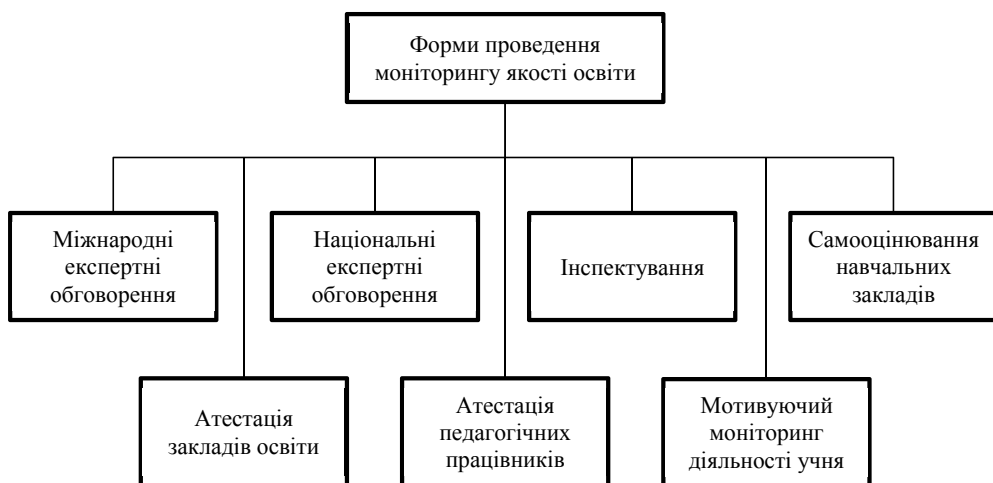 Форми проведення
моніторингу якості освіти
Міжнародні
експертні
обговорення
Національні
експертні
обговорення
Інспектування
Самооцінювання
навчальних
закладів
Атестація
закладів освіти
Атестація
педагогічних
працівників
Мотивуючий
моніторинг
діяльності учня